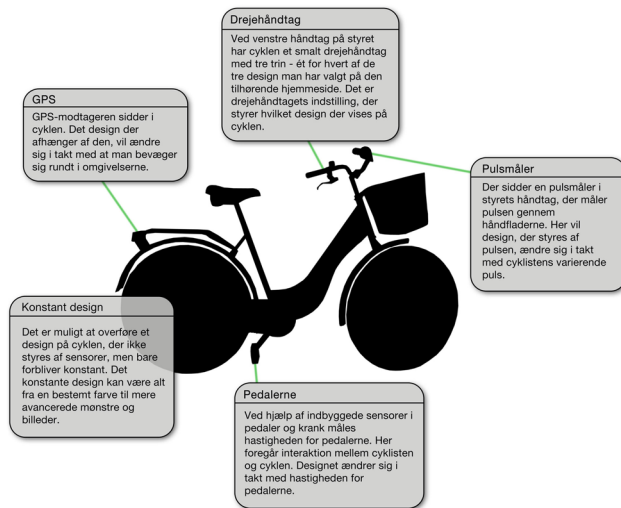 Drejehåndtag
Ved venstre håndtag på styret
har cyklen et smalt drejehåndtag
med tre trin - ét for hvert af de
tre design man har valgt på den
tilhørende hjemmeside. Det er
drejehåndtagets indstilling, der
styrer hvilket design der vises på
cyklen.
GPS
GPS-modtageren sidder i
cyklen. Det design der
afhænger af den, vil ændre
sig i takt med at man bevæger
sig rundt i omgivelserne.
Pulsmåler
Der sidder en pulsmåler i
styrets håndtag, der måler
pulsen gennem
håndfladerne. Her vil
design, der styres af
pulsen, ændre sig i takt
med cyklistens varierende
puls.
Konstant design
Det er muligt at overføre et
design på cyklen, der ikke
styres af sensorer, men bare
forbliver konstant. Det
konstante design kan være alt
fra en bestemt farve til mere
avancerede mønstre og
billeder.
Pedalerne
Ved hjælp af indbyggede sensorer i
pedaler og krank måles
hastigheden for pedalerne. Her
foregår interaktion mellem cyklisten
og cyklen. Designet ændrer sig i
takt med hastigheden for
pedalerne.